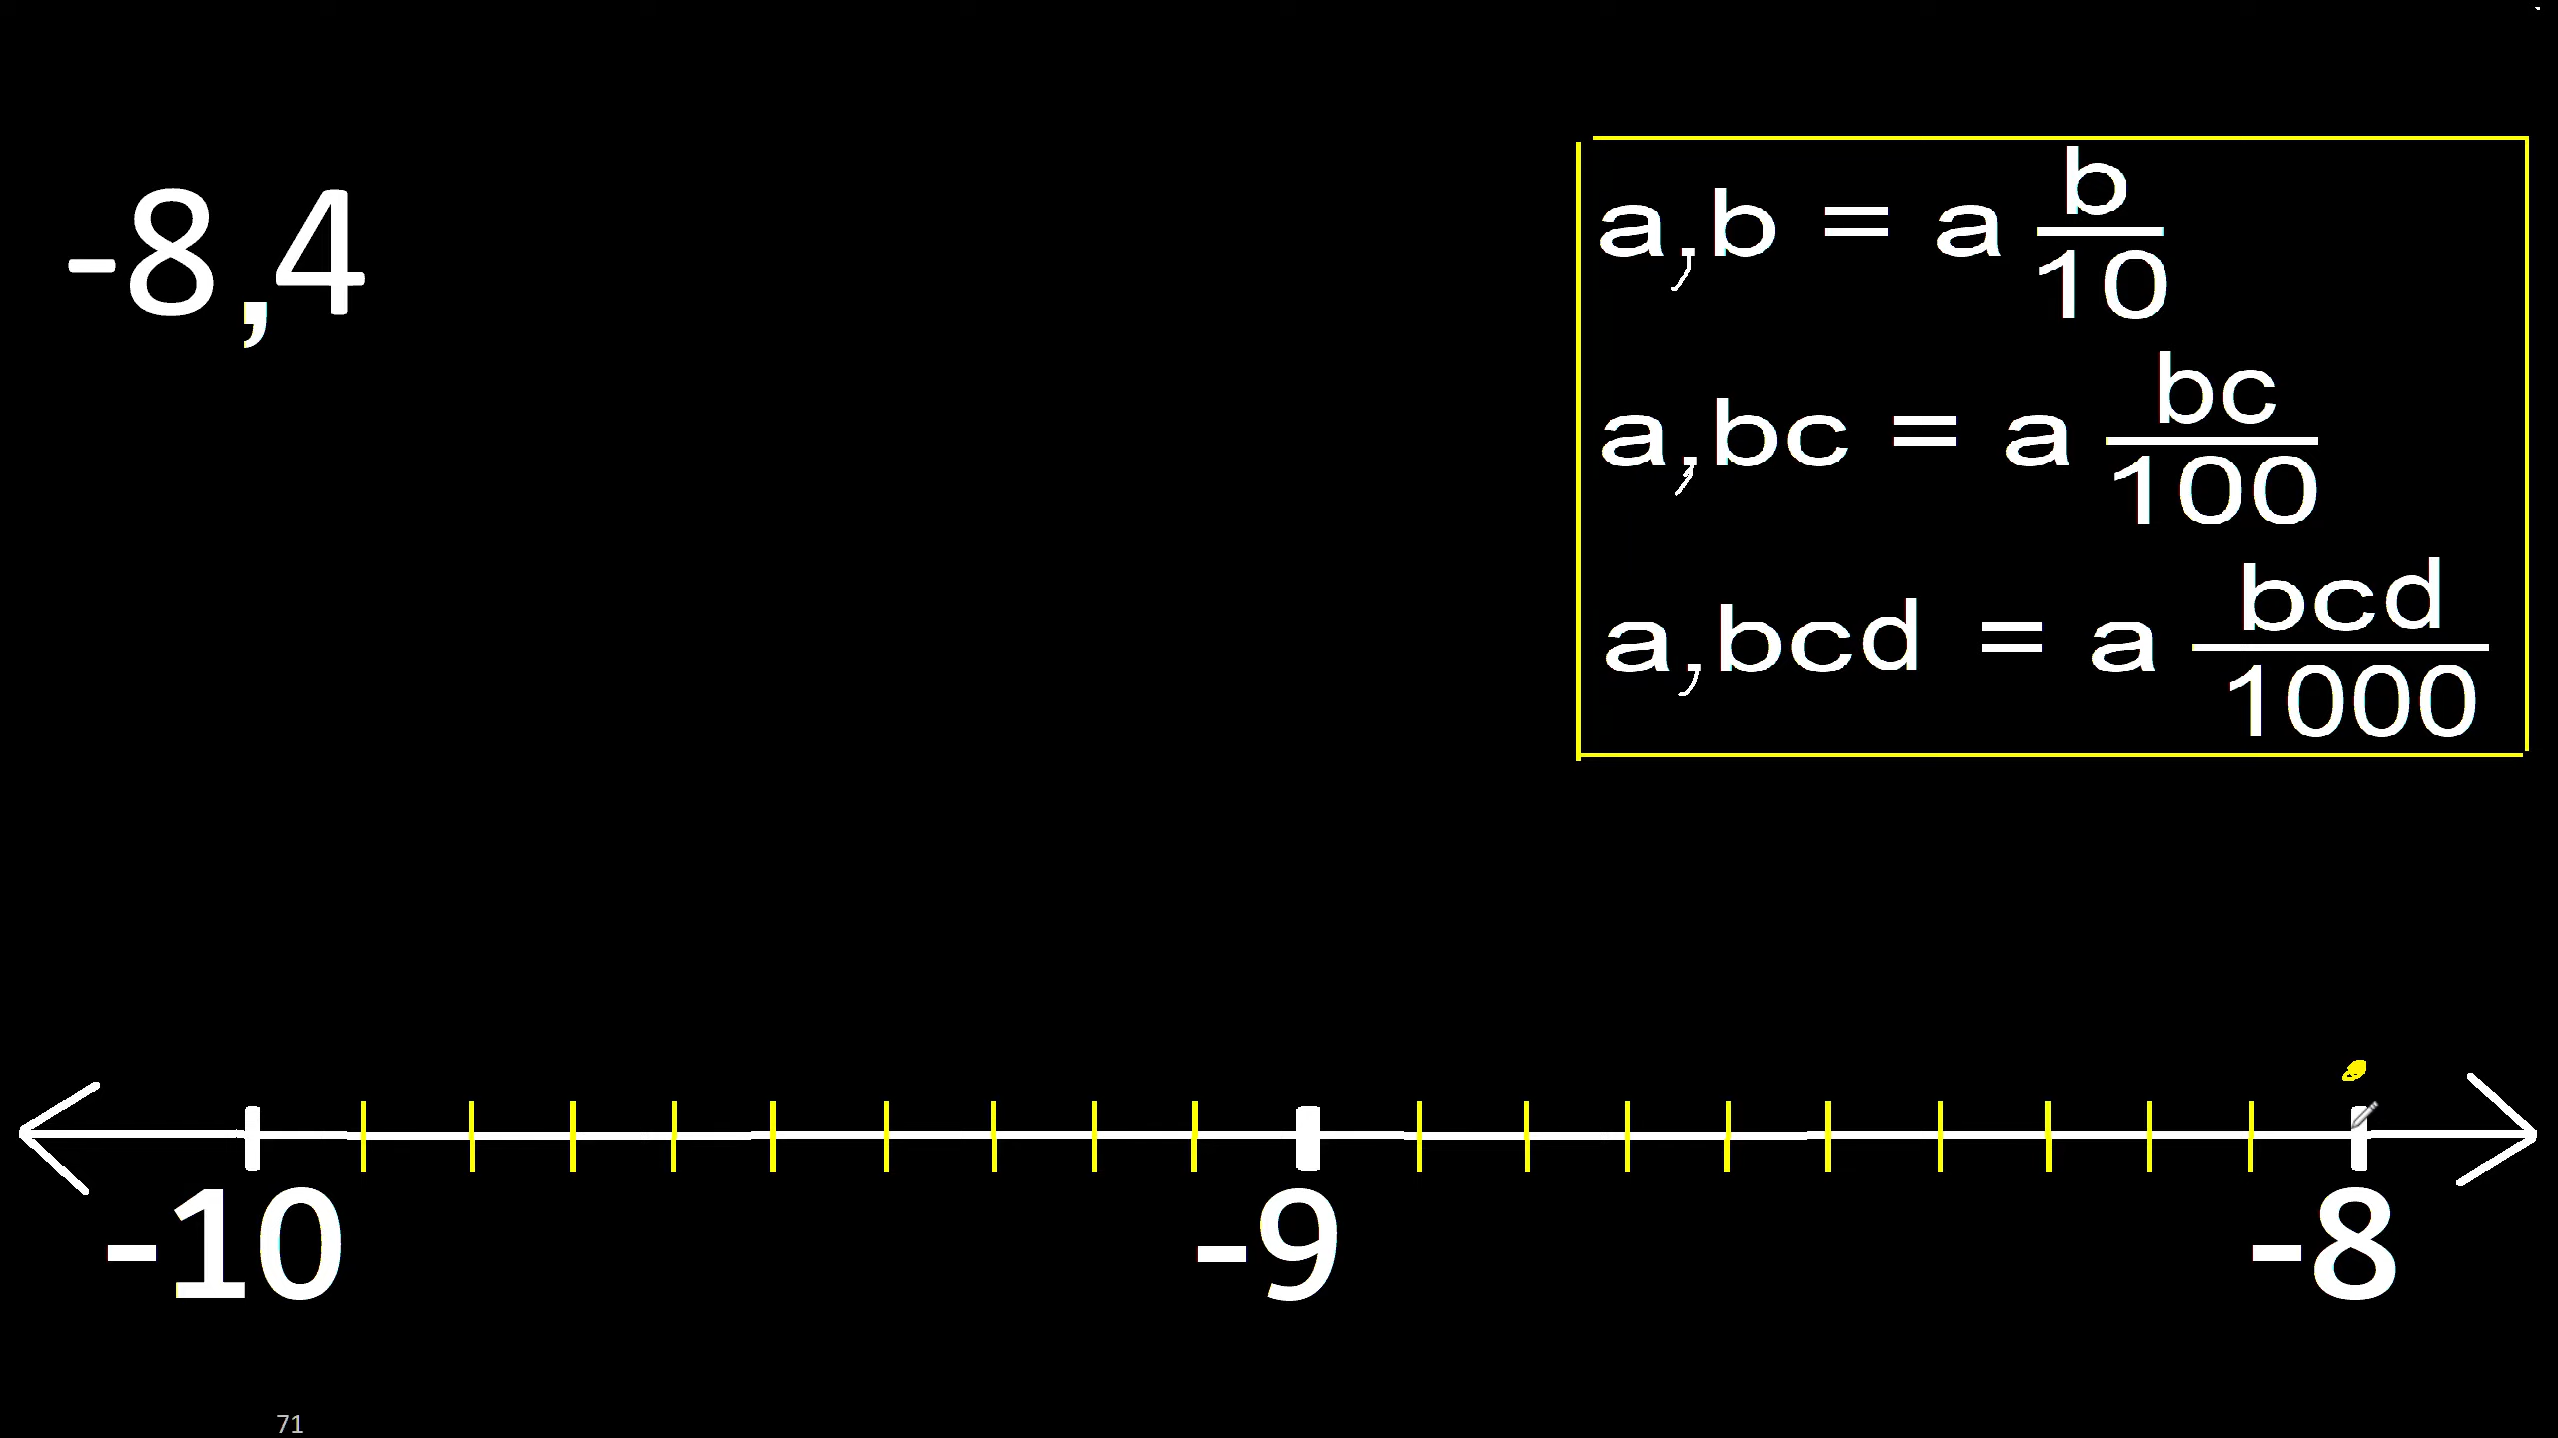 -8,4
a,b = a b/10
a,bc = a bc/100
a,bcd = a bcd/1000
-10 -9 -8
71